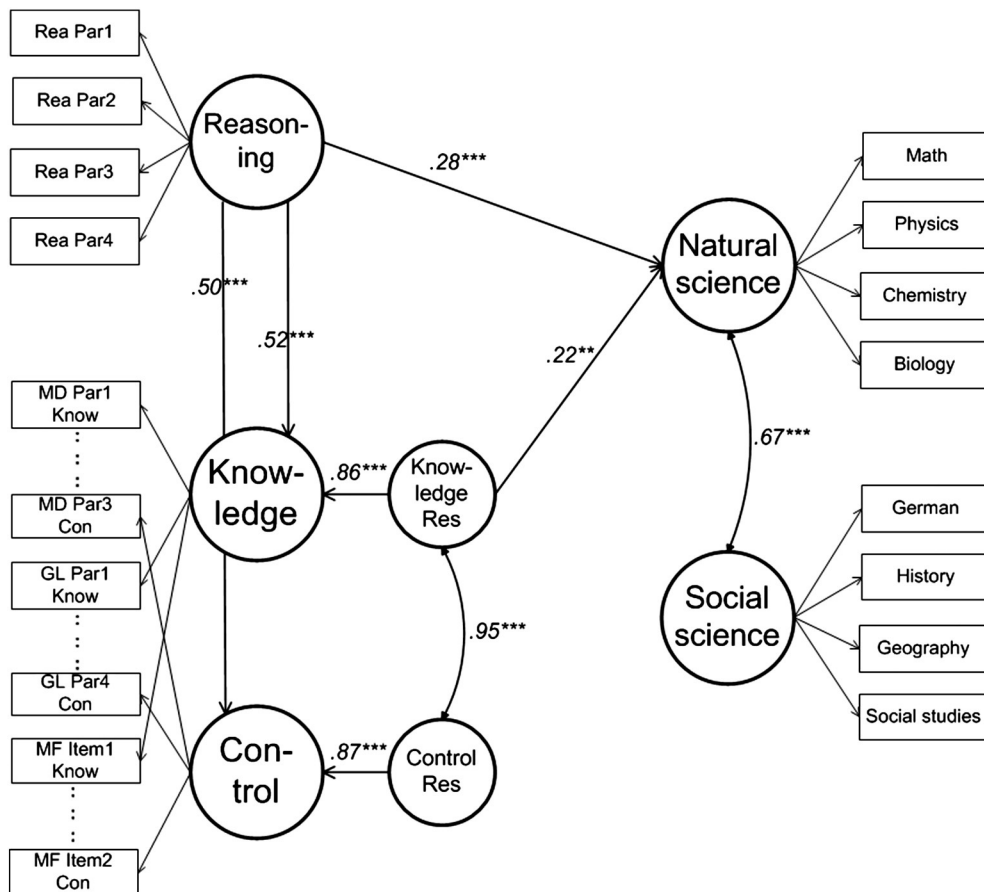 Rea Par1
Rea Par2
Rea Par3
Rea Par4
Reason-
ing
.28***
.50***
.52***
Natural
science
Math
Physics
Chemistry
Biology
.22**
.67***
MD Par1
Know
MD Par3
Con
GL Par1
Know
GL Par4
Con
MF Item1
Know
MF Item2
Con
Know-
ledge
.86***
Know-
ledge
Res
.95***
Con-
trol
.87***
Control
Res
Social
science
German
History
Geography
Social studies